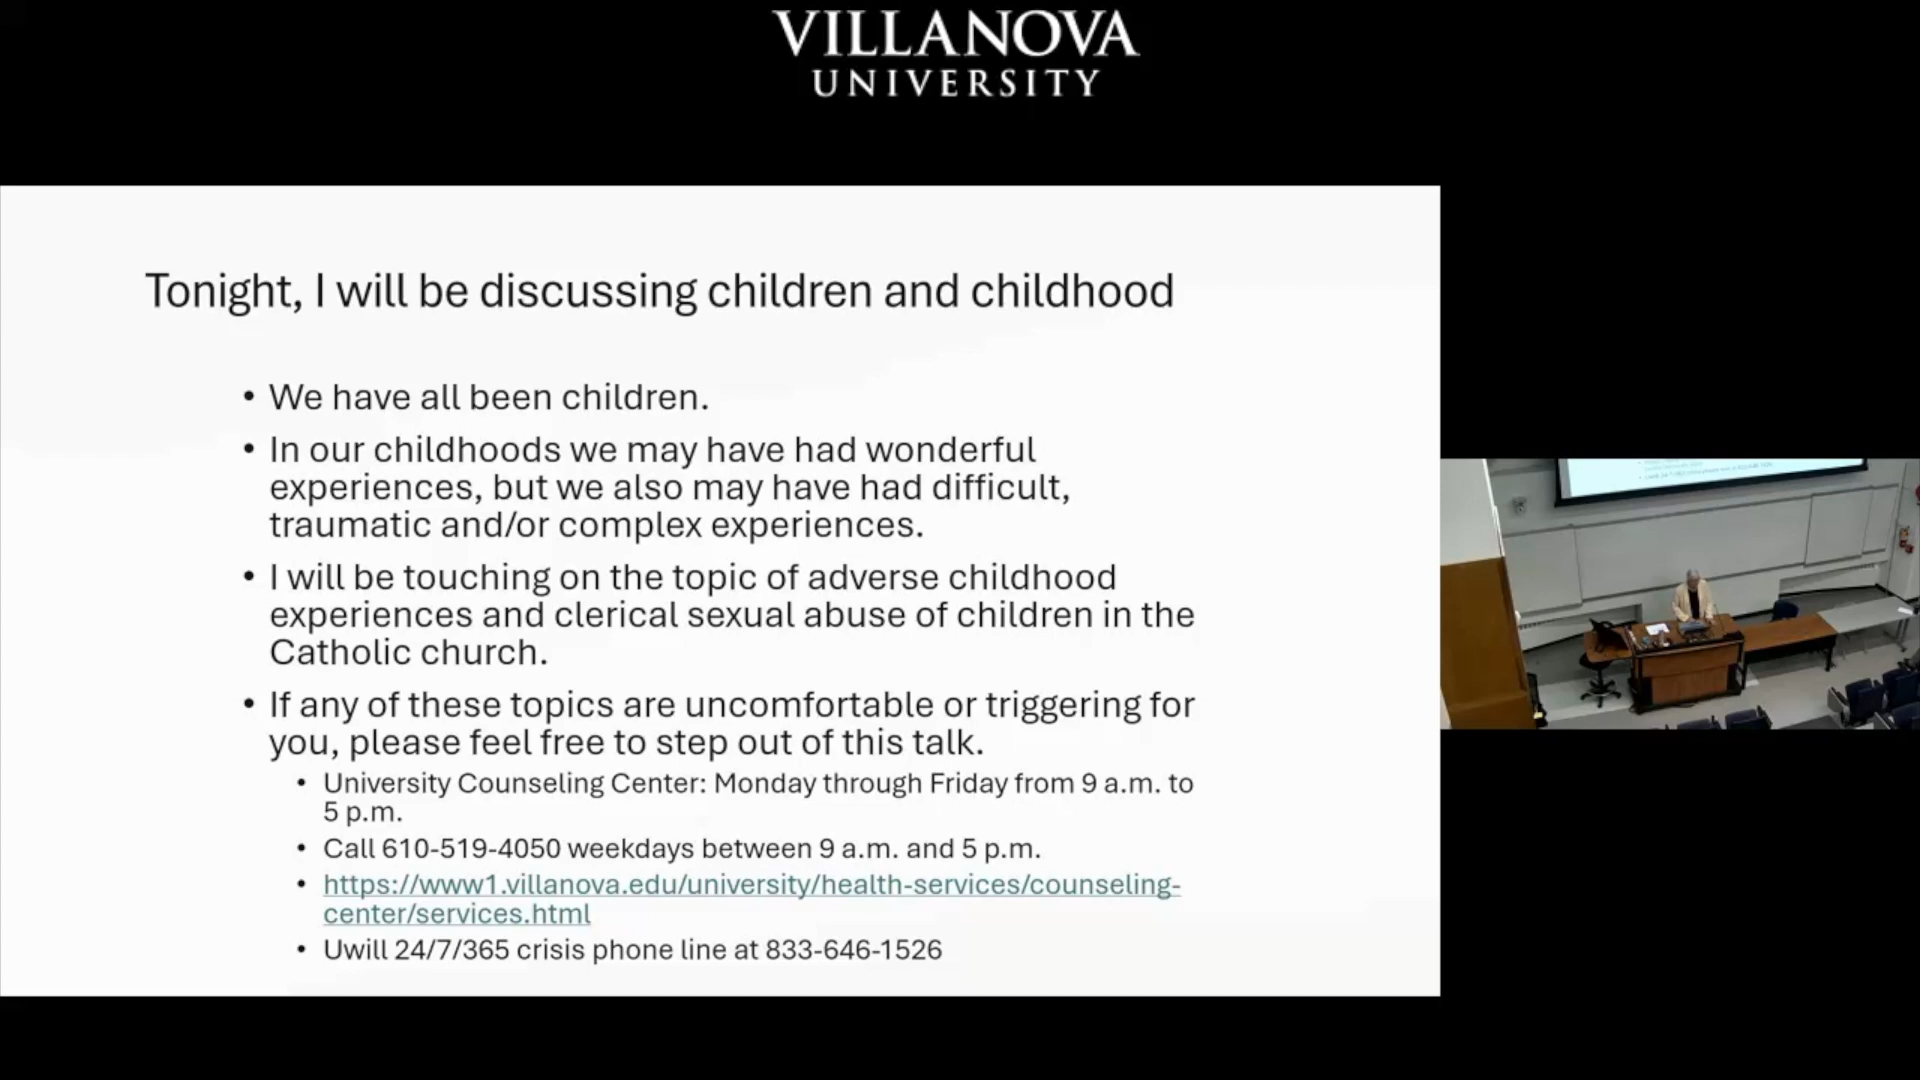 VILLANOVA
UNIVERSITY
Tonight, I will be discussing children and childhood
• We have all been children.
• In our childhoods we may have had wonderful
experiences, but we also may have had difficult,
traumatic and/or complex experiences.
• I will be touching on the topic of adverse childhood
experiences and clerical sexual abuse of children in the
Catholic church.
• If any of these topics are uncomfortable or triggering for
you, please feel free to step out of this talk.
• University Counseling Center: Monday through Friday from 9 a.m. to
5 p.m.
• Call 610-519-4050 weekdays between 9 a.m. and 5 p.m.
• https://www1.villanova.edu/university/health-services/counseling-
center/services.html
• Uwill 24/7/365 crisis phone line at 833-646-1526